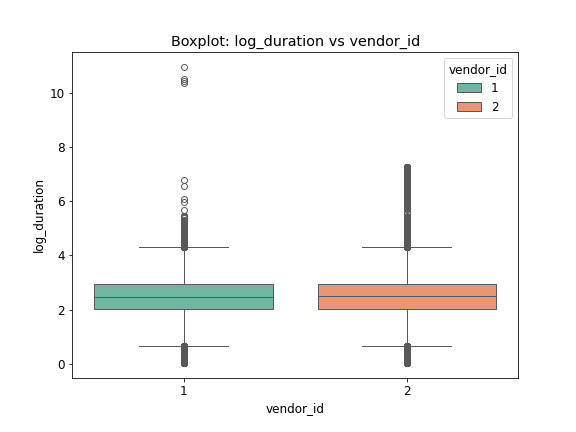 Boxplot: log_duration vs vendor_id
vendor_id
1
2
10
8
6
4
2
0
log_duration
1
2
vendor_id